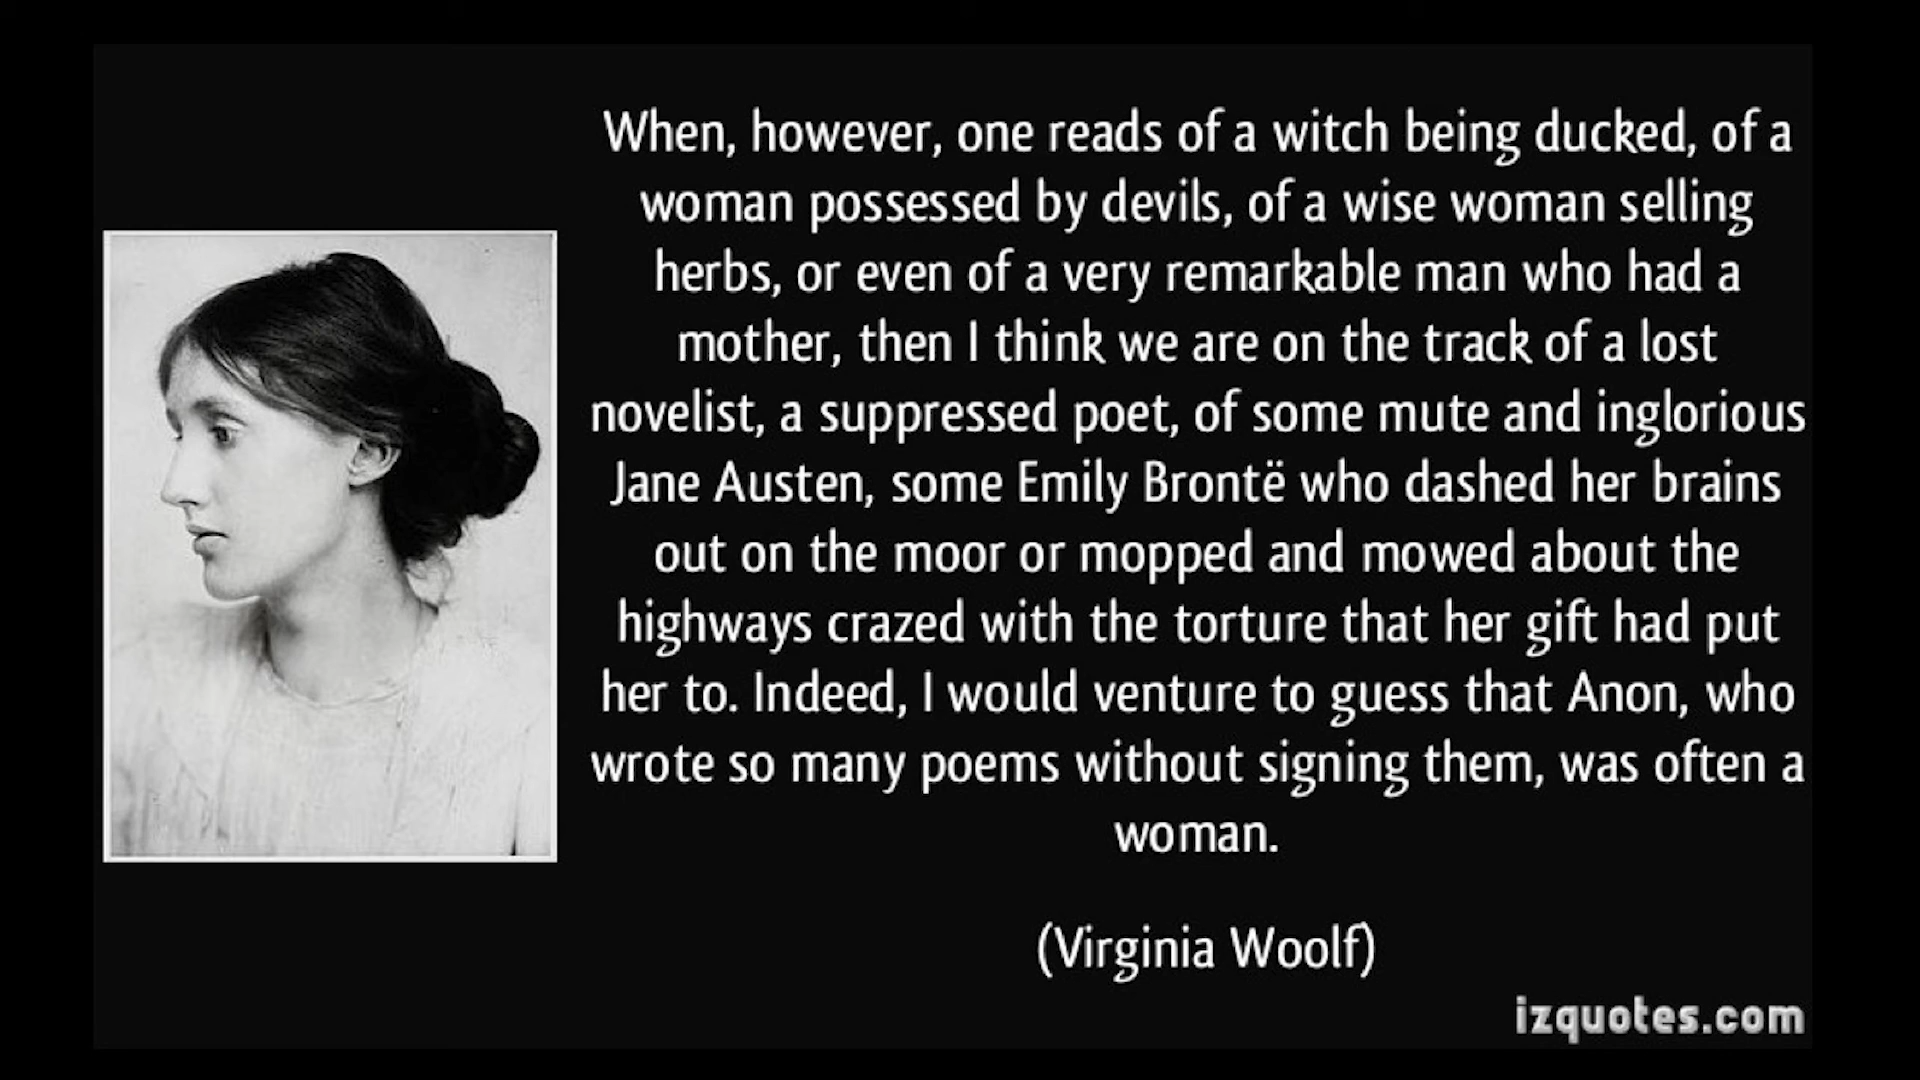 When, however, one reads of a witch being ducked, of a
woman possessed by devils, of a wise woman selling
herbs, or even of a very remarkable man who had a
mother, then I think we are on the track of a lost
novelist, a suppressed poet, of some mute and inglorious
Jane Austen, some Emily Brontë who dashed her brains
out on the moor or mopped and mowed about the
highways crazed with the torture that her gift had put
her to. Indeed, I would venture to guess that Anon, who
wrote so many poems without signing them, was often a
woman.
(Virginia Woolf)
izquotes.com